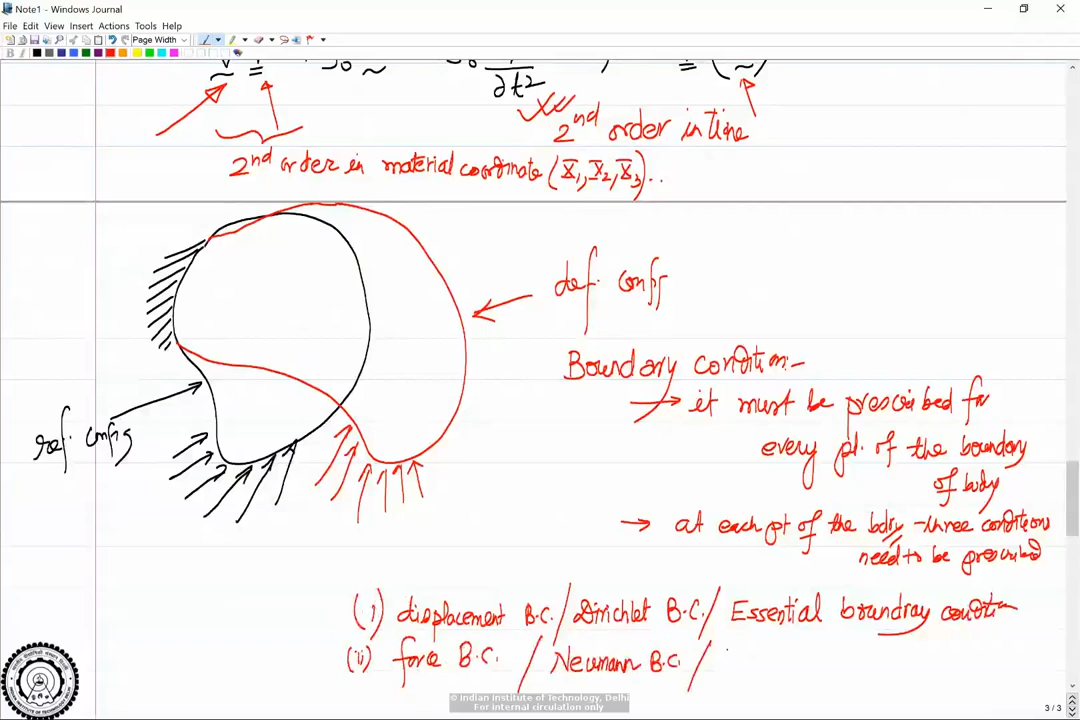 Note1 - Windows Journal
File Edit View Insert Actions Tools Help
Page Width
∂t²
2nd order in time
2nd order in material coordinate (X̄₁, X̄₂, X̄₃)..
def. config
Boundary condition:-
→ it must be prescribed for
every pt. of the boundary
of body
ref. config
→ at each pt of the bdry three conditions
need to be prescribed
(i) displacement B.C. / Dirichlet B.C. / Essential boundray condition
(ii) force B.C. / Neumann B.C. /
© Indian Institute of Technology, Delhi
For internal circulation only
3 / 3